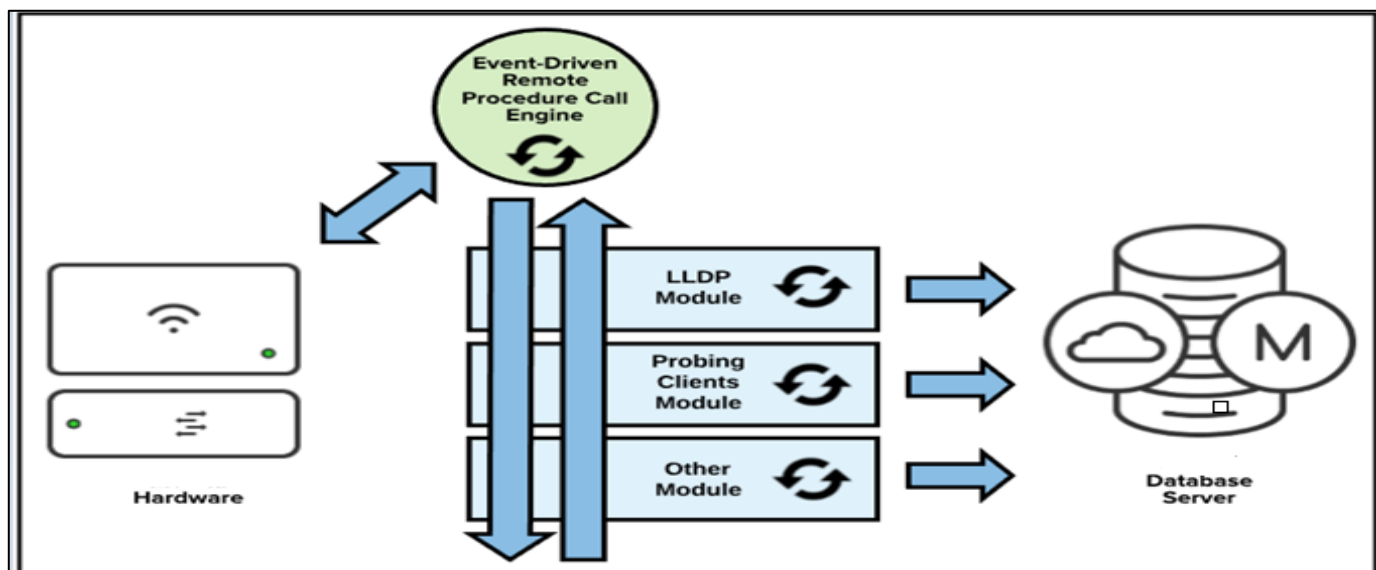 Event-Driven
Remote
Procedure Call
Engine
LLDP
Module
Probing
Clients
Module
Other
Module
Hardware
M
Database
Server